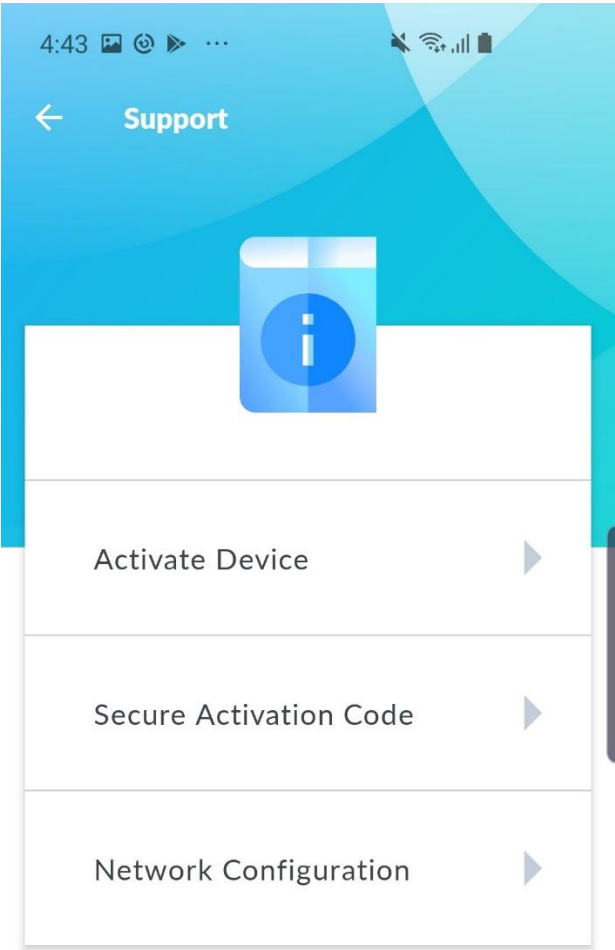 4:43
Support
i
Activate Device
Secure Activation Code
Network Configuration